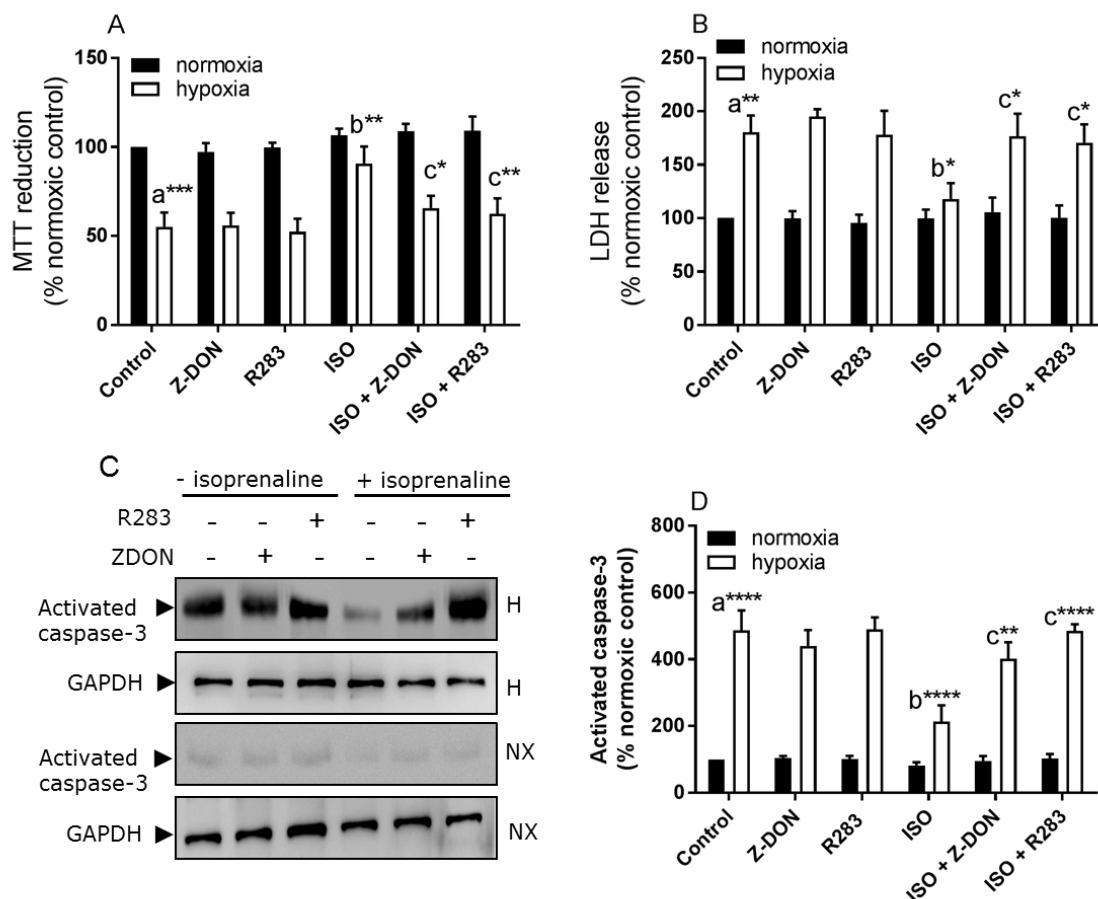 A
MTT reduction
(% normoxic control)
150
100
50
0
normoxia
hypoxia
a***
b**
c*
c**
Control
Z-DON
R283
ISO
ISO + Z-DON
ISO + R283
B
LDH release
(% normoxic control)
250
200
150
100
50
0
normoxia
hypoxia
a**
b*
c*
c*
Control
Z-DON
R283
ISO
ISO + Z-DON
ISO + R283
C
- isoprenaline + isoprenaline
R283 - - + - - +
ZDON - + - - + -
Activated
caspase-3
H
GAPDH
H
Activated
caspase-3
NX
GAPDH
NX
D
Activated caspase-3
(% normoxic control)
800
600
400
200
0
normoxia
hypoxia
a****
b****
c**
c****
Control
Z-DON
R283
ISO
ISO + Z-DON
ISO + R283